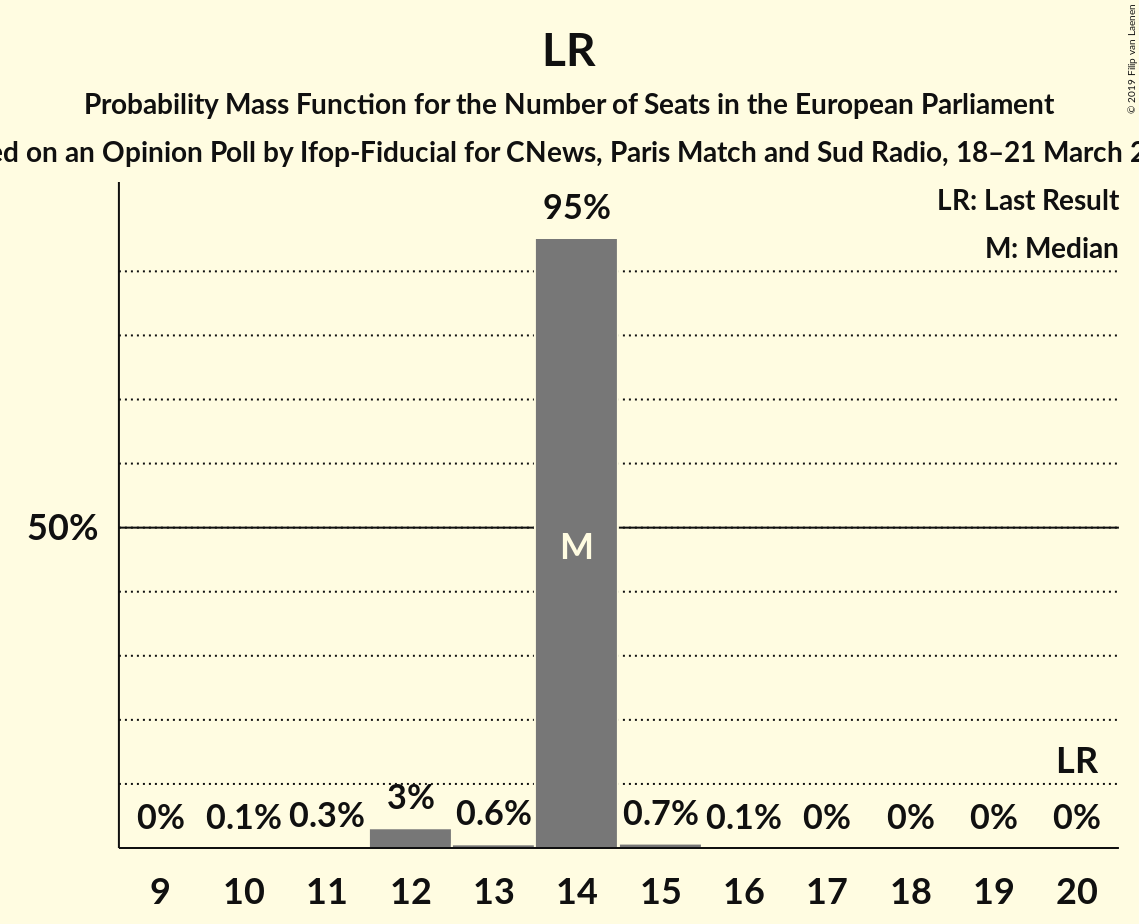 LR
Probability Mass Function for the Number of Seats in the European Parliament
on an Opinion Poll by Ifop-Fiducial for CNews, Paris Match and Sud Radio, 18–21 March
© 2019 Filip van Laenen
LR: Last Result
M: Median
95%
50%
M
LR
0% 0.1% 0.3% 3% 0.6% 0.7% 0.1% 0% 0% 0% 0%
9 10 11 12 13 14 15 16 17 18 19 20